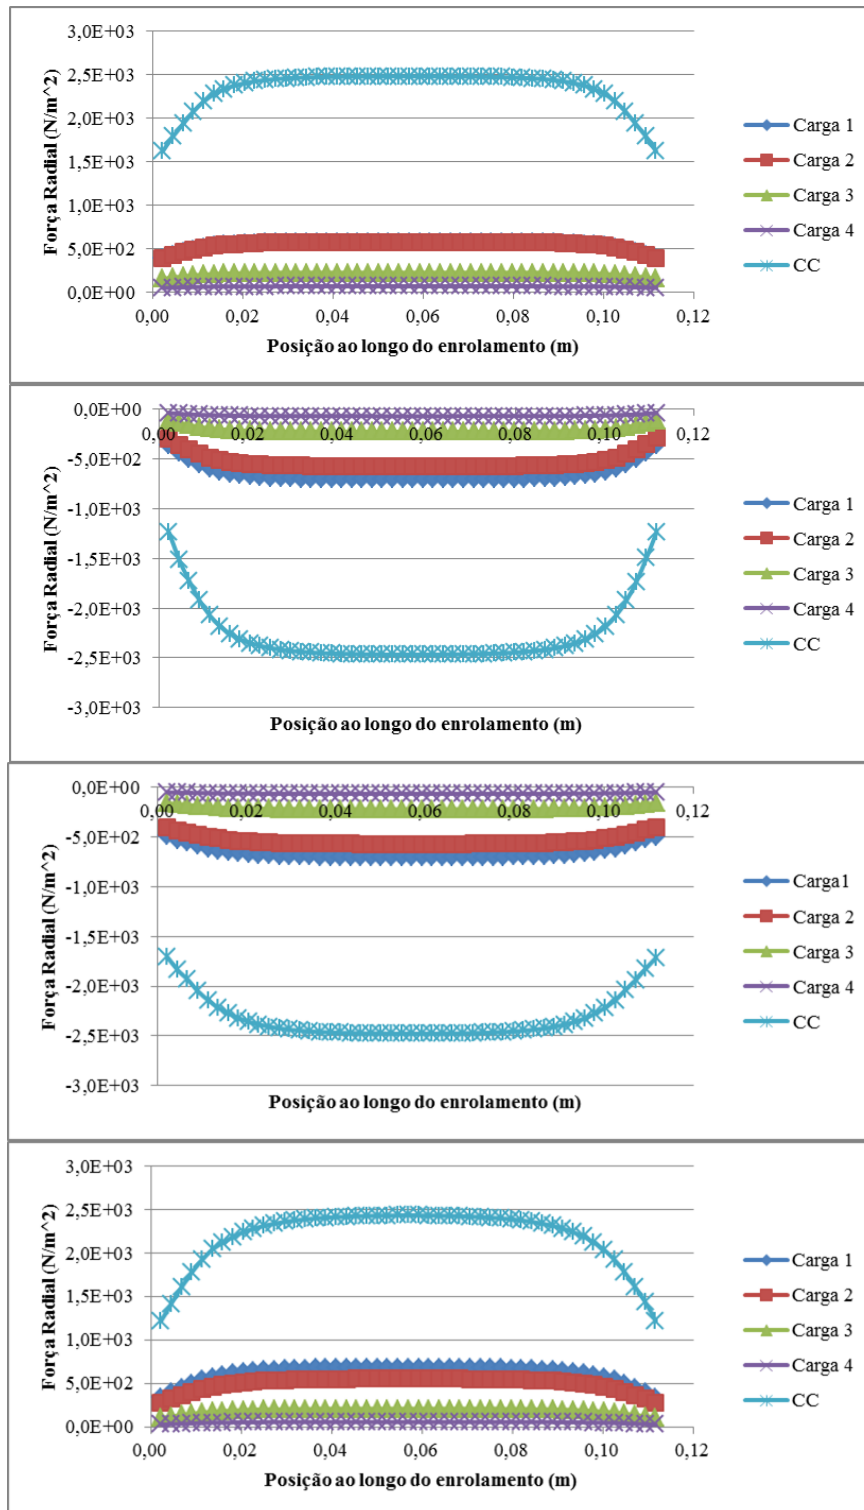 3,0E+03
2,5E+03
2,0E+03
1,5E+03
1,0E+03
5,0E+02
0,0E+00
Força Radial (N/m^2)
0,00 0,02 0,04 0,06 0,08 0,10 0,12
Posição ao longo do enrolamento (m)
Carga 1
Carga 2
Carga 3
Carga 4
CC
0,0E+00
-5,0E+02
-1,0E+03
-1,5E+03
-2,0E+03
-2,5E+03
-3,0E+03
Força Radial (N/m^2)
0,00 0,02 0,04 0,06 0,08 0,10 0,12
Posição ao longo do enrolamento (m)
Carga 1
Carga 2
Carga 3
Carga 4
CC
0,0E+00
-5,0E+02
-1,0E+03
-1,5E+03
-2,0E+03
-2,5E+03
-3,0E+03
Força Radial (N/m^2)
0,00 0,02 0,04 0,06 0,08 0,10 0,12
Posição ao longo do enrolamento (m)
Carga1
Carga 2
Carga 3
Carga 4
CC
3,0E+03
2,5E+03
2,0E+03
1,5E+03
1,0E+03
5,0E+02
0,0E+00
Força Radial (N/m^2)
0,00 0,02 0,04 0,06 0,08 0,10 0,12
Posição ao longo do enrolamento (m)
Carga 1
Carga 2
Carga 3
Carga 4
CC